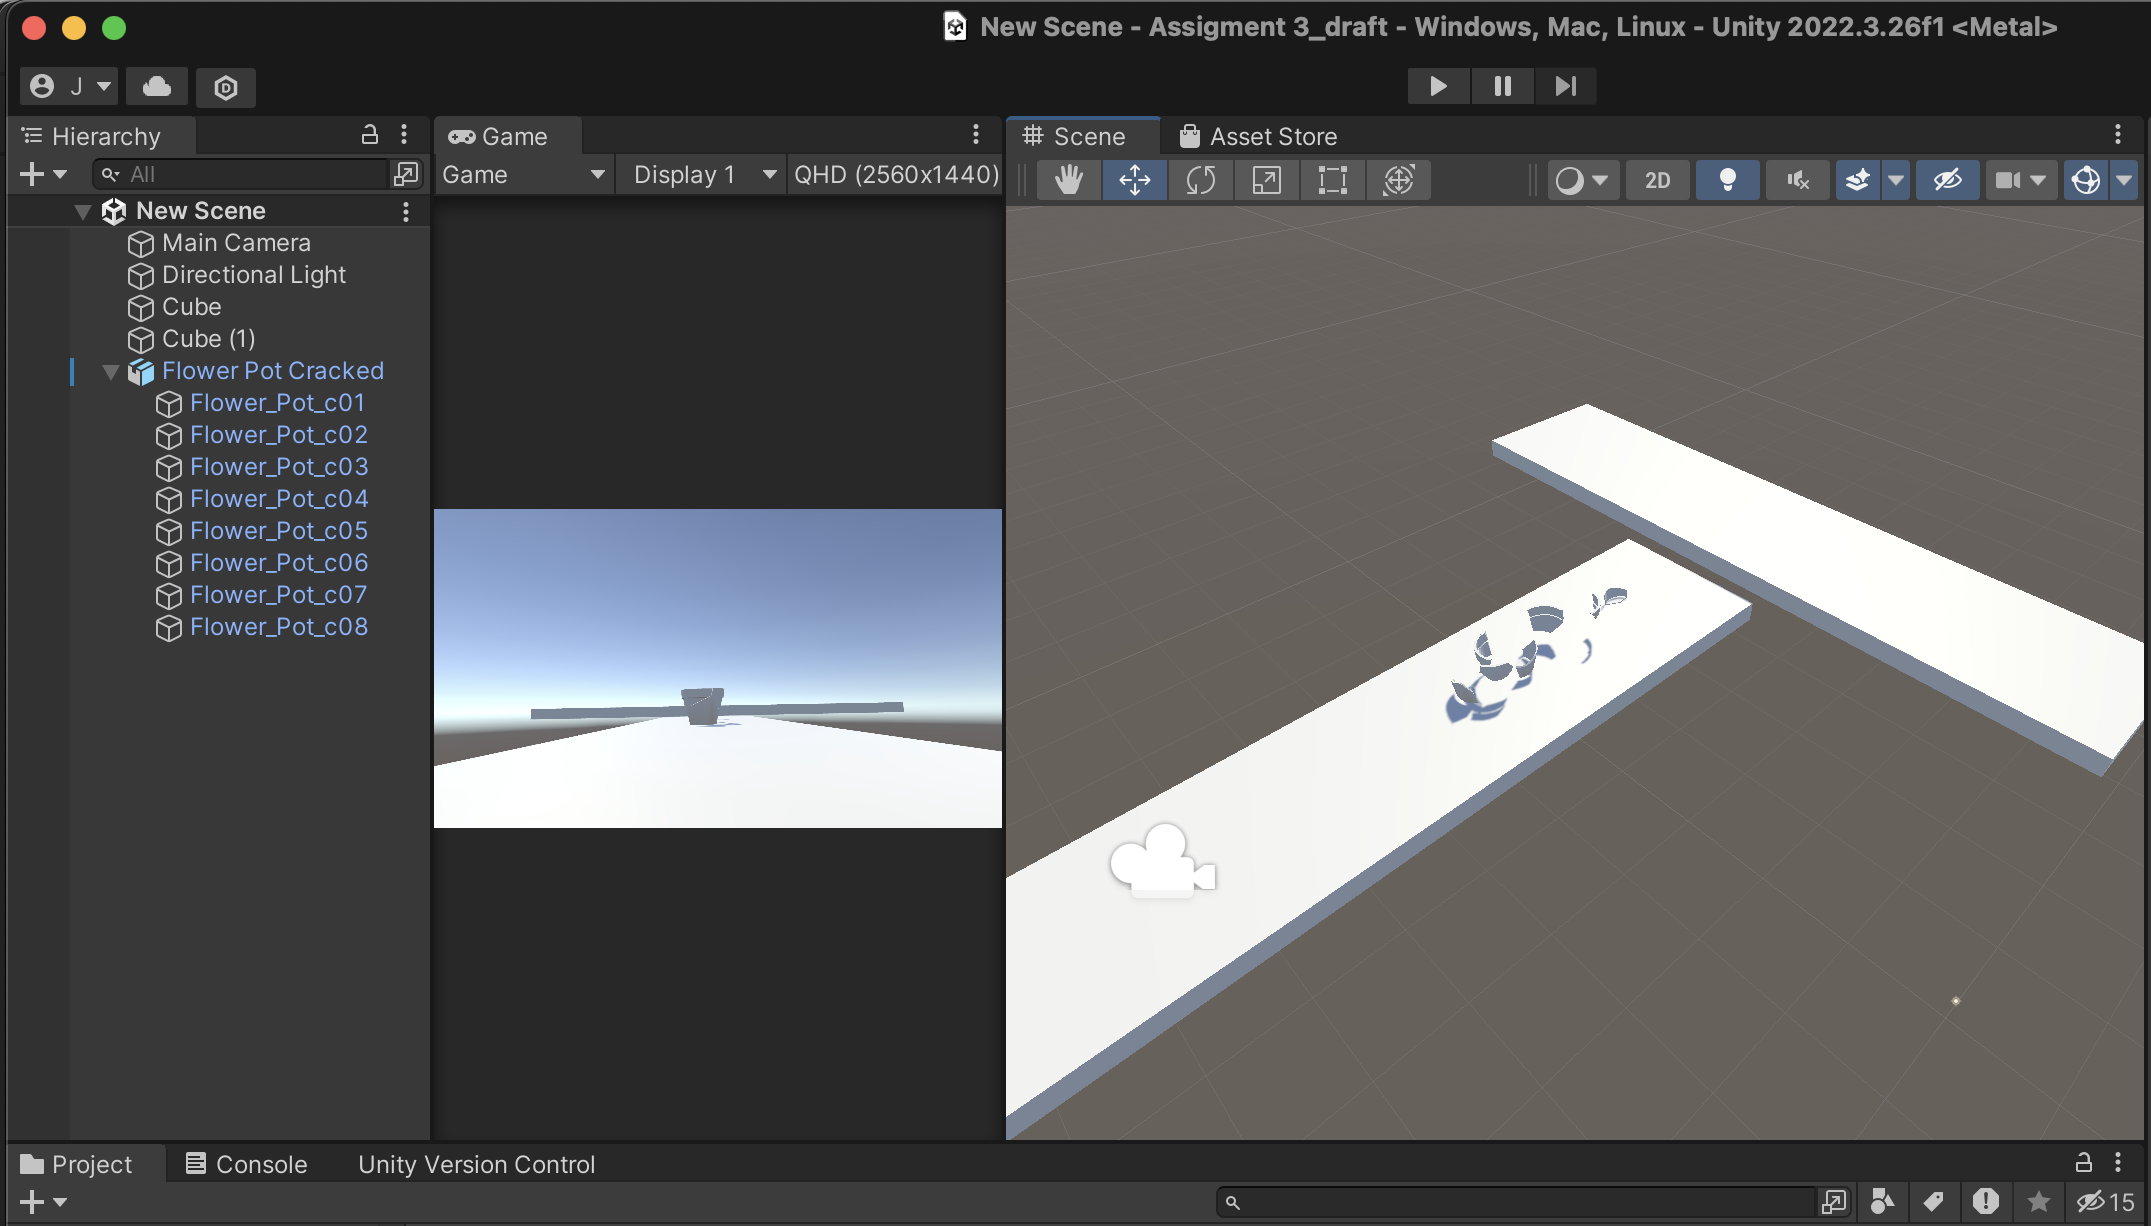 New Scene - Assigment 3_draft - Windows, Mac, Linux - Unity 2022.3.26f1 <Metal>
J
Hierarchy
All
New Scene
Main Camera
Directional Light
Cube
Cube (1)
Flower Pot Cracked
Flower_Pot_c01
Flower_Pot_c02
Flower_Pot_c03
Flower_Pot_c04
Flower_Pot_c05
Flower_Pot_c06
Flower_Pot_c07
Flower_Pot_c08
Game
Game Display 1 QHD (2560x1440)
Scene Asset Store
2D
Project Console Unity Version Control
15